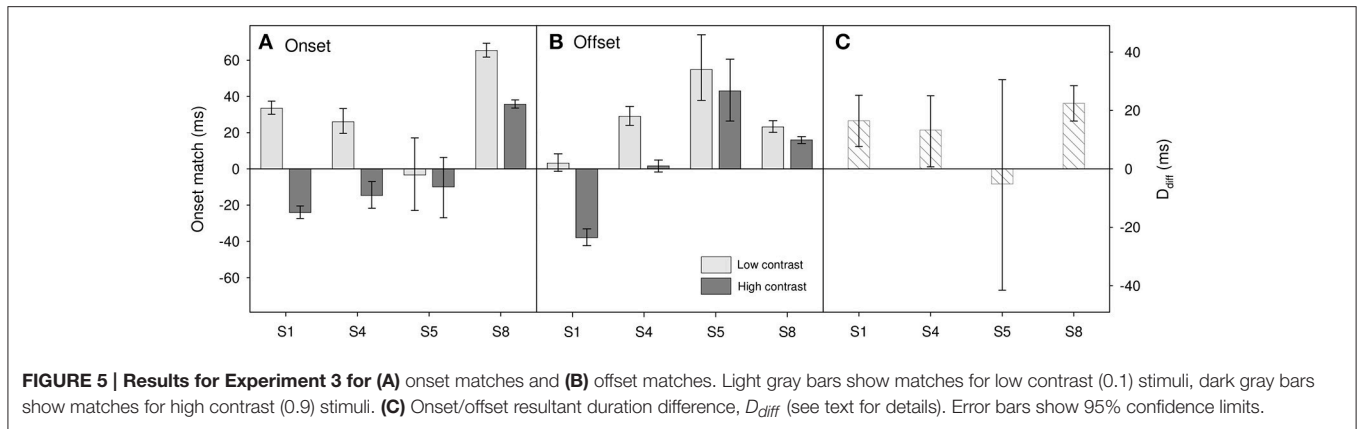 A Onset
B Offset
C
Onset match (ms)
60
40
20
0
-20
-40
-60
Low contrast
High contrast
S1 S4 S5 S8
S1 S4 S5 S8
S1 S4 S5 S8
40
20
0
-20
-40
Ddiff (ms)
FIGURE 5 | Results for Experiment 3 for (A) onset matches and (B) offset matches. Light gray bars show matches for low contrast (0.1) stimuli, dark gray bars
show matches for high contrast (0.9) stimuli. (C) Onset/offset resultant duration difference, Ddiff (see text for details). Error bars show 95% confidence limits.